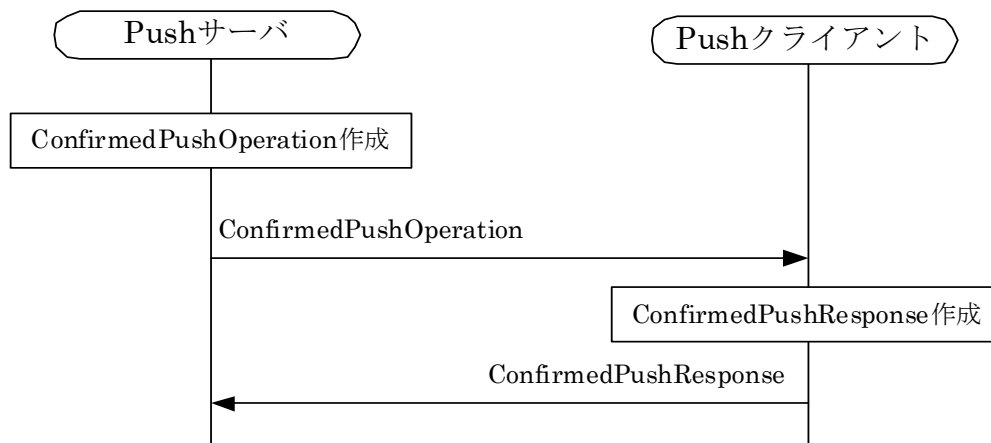 Pushサーバ
Pushクライアント
ConfirmedPushOperation作成
ConfirmedPushOperation
ConfirmedPushResponse作成
ConfirmedPushResponse